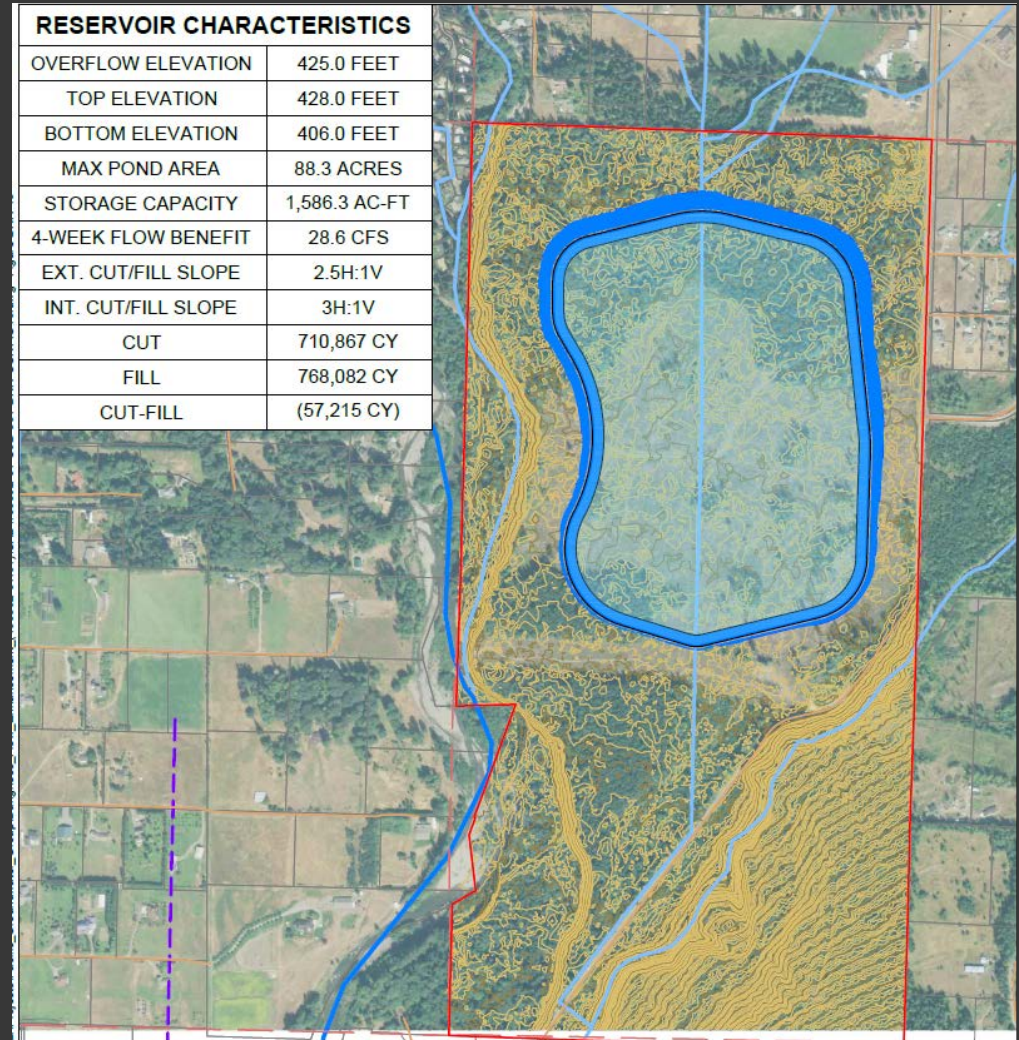 RESERVOIR CHARACTERISTICS
OVERFLOW ELEVATION 425.0 FEET
TOP ELEVATION 428.0 FEET
BOTTOM ELEVATION 406.0 FEET
MAX POND AREA 88.3 ACRES
STORAGE CAPACITY 1,586.3 AC-FT
4-WEEK FLOW BENEFIT 28.6 CFS
EXT. CUT/FILL SLOPE 2.5H:1V
INT. CUT/FILL SLOPE 3H:1V
CUT 710,867 CY
FILL 768,082 CY
CUT-FILL (57,215 CY)